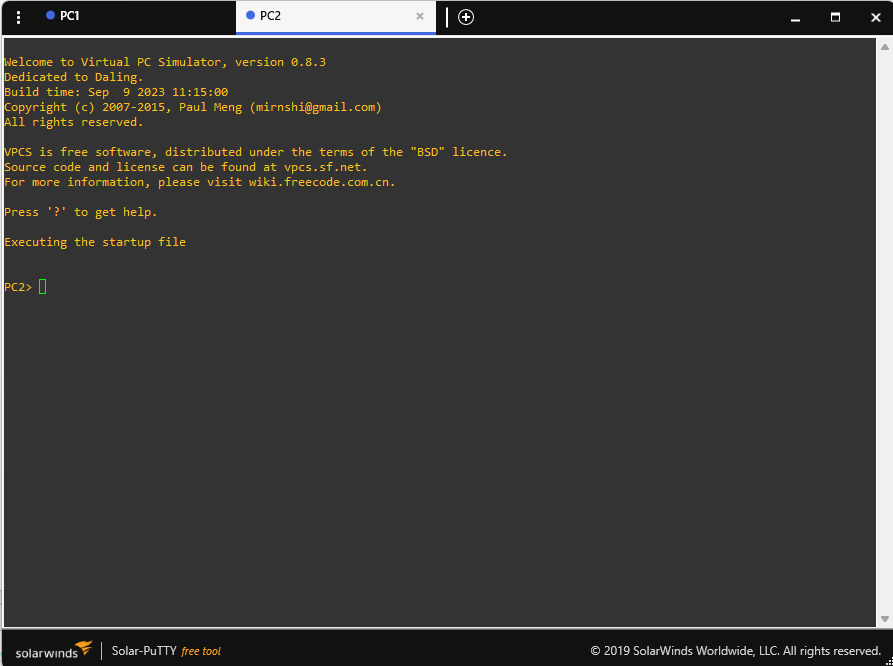 PC1
PC2
Welcome to Virtual PC Simulator, version 0.8.3
Dedicated to Daling.
Build time: Sep  9 2023 11:15:00
Copyright (c) 2007-2015, Paul Meng (mirnshi@gmail.com)
All rights reserved.
VPCS is free software, distributed under the terms of the "BSD" licence.
Source code and license can be found at vpcs.sf.net.
For more information, please visit wiki.freecode.com.cn.
Press '?' to get help.
Executing the startup file
PC2>
solarwinds Solar-PuTTY free tool © 2019 SolarWinds Worldwide, LLC. All rights reserved.